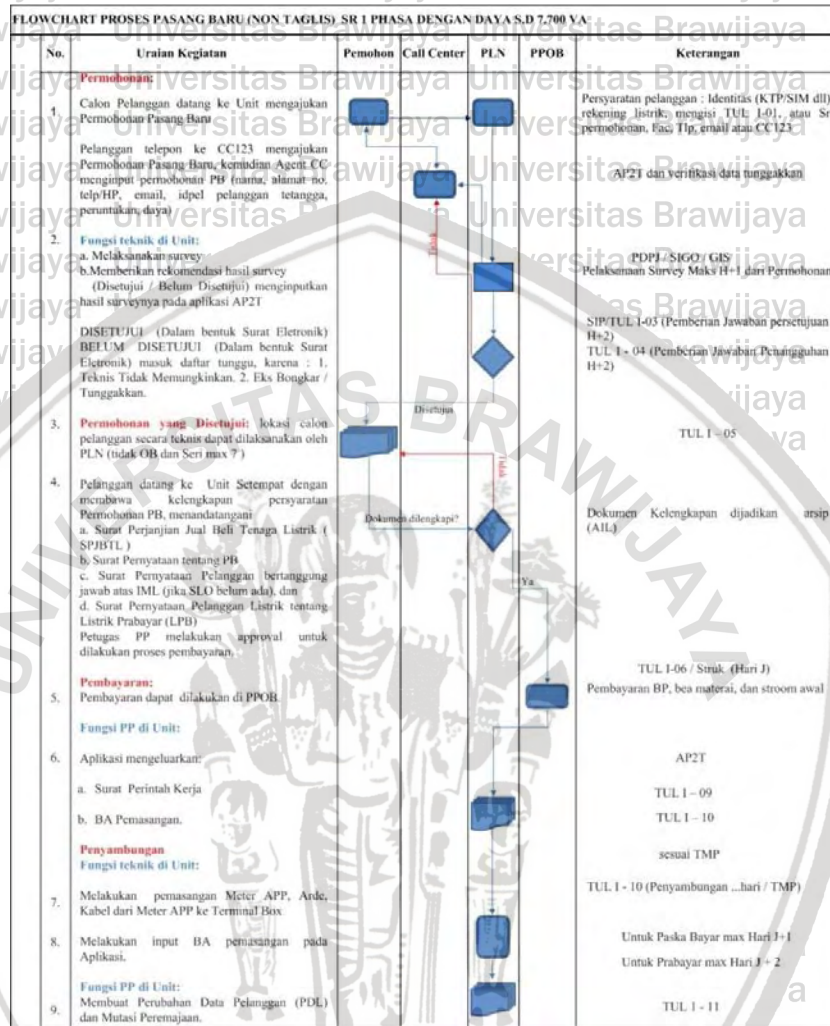 FLOWCHART PROSES PASANG BARU (NON TAGLIS) SR 1 PHASA DENGAN DAYA S.D 7.700 VA
No. Uraian Kegiatan Pemohon Call Center PLN PPOB Keterangan
Permohonan:
1. Calon Pelanggan datang ke Unit mengajukan
Permohonan Pasang Baru
Persyaratan pelanggan : Identitas (KTP/SIM dll)
rekening listrik, mengisi TUL I-01, atau Sr
permohonan, Fac, Tlp, email atau CC123
Pelanggan telepon ke CC123 mengajukan
Permohonan Pasang Baru, kemudian Agent CC
menginput permohonan PB (nama, alamat no.
telp/HP, email, idpel pelanggan tetangga,
peruntukan, daya)
AP2T dan verifikasi data tunggakkan
Tidak
2. Fungsi teknik di Unit:
a. Melaksanakan survey
b.Memberikan rekomendasi hasil survey
(Disetujui / Belum Disetujui) menginputkan
hasil surveynya pada aplikasi AP2T
PDPJ / SIGO / GIS
Pelaksanaan Survey Maks H+1 dari Permohonan
DISETUJUI (Dalam bentuk Surat Eletronik)
BELUM DISETUJUI (Dalam bentuk Surat
Eletronik) masuk daftar tunggu, karena : 1.
Teknis Tidak Memungkinkan. 2. Eks Bongkar /
Tunggakkan.
SIP/TUL I-03 (Pemberian Jawaban persetujuan
H+2)
TUL I - 04 (Pemberian Jawaban Penangguhan
H+2)
Disetujus
3. Permohonan yang Disetujui: lokasi calon
pelanggan secara teknis dapat dilaksanakan oleh
PLN (tidak OB dan Seri max 7 )
TUL I – 05
Tidak
4. Pelanggan datang ke Unit Setempat dengan
membawa kelengkapan persyaratan
Permohonan PB, menandatangani
a. Surat Perjanjian Jual Beli Tenaga Listrik (
SPJBTL )
b. Surat Pernyataan tentang PB
c. Surat Pernyataan Pelanggan bertanggung
jawab atas IML (jika SLO belum ada), dan
d. Surat Pernyataan Pelanggan Listrik tentang
Listrik Prabayar (LPB)
Petugas PP melakukan approval untuk
dilakukan proses pembayaran.
Dokumen dilengkapi?
Ya
Dokumen Kelengkapan dijadikan arsip
(AIL)
Pembayaran:
5. Pembayaran dapat dilakukan di PPOB.
TUL I-06 / Struk (Hari J)
Pembayaran BP, bea materai, dan stroom awal
Fungsi PP di Unit:
6. Aplikasi mengeluarkan:
AP2T
a. Surat Perintah Kerja
TUL I – 09
b. BA Pemasangan.
TUL I – 10
Penyambungan
Fungsi teknik di Unit:
sesuai TMP
7. Melakukan pemasangan Meter APP, Arde,
Kabel dari Meter APP ke Terminal Box
TUL I - 10 (Penyambungan ...hari / TMP)
8. Melakukan input BA pemasangan pada
Aplikasi.
Untuk Paska Bayar max Hari J+1
Untuk Prabayar max Hari J + 2
Fungsi PP di Unit:
9. Membuat Perubahan Data Pelanggan (PDL)
dan Mutasi Peremajaan.
TUL I - 11
UNIVERSITAS BRAWIJAYA
Universitas Brawijaya